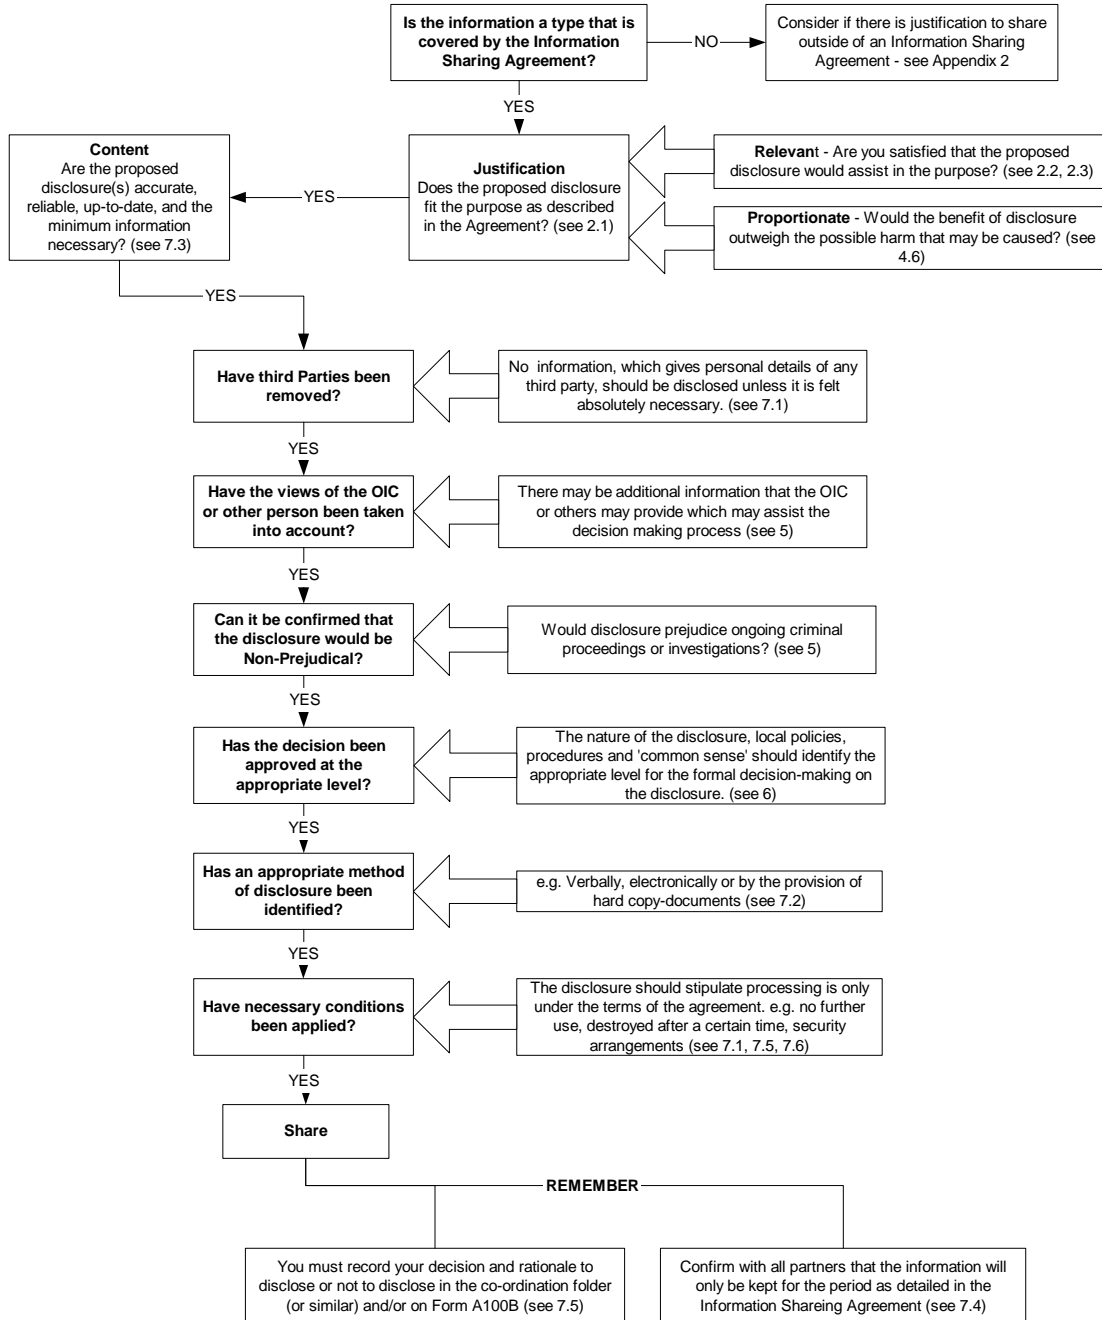 Is the information a type that is
covered by the Information
Sharing Agreement?
NO
Consider if there is justification to share
outside of an Information Sharing
Agreement - see Appendix 2
YES
Content
Are the proposed
disclosure(s) accurate,
reliable, up-to-date, and the
minimum information
necessary? (see 7.3)
YES
Justification
Does the proposed disclosure
fit the purpose as described
in the Agreement? (see 2.1)
Relevant - Are you satisfied that the proposed
disclosure would assist in the purpose? (see 2.2, 2.3)
Proportionate - Would the benefit of disclosure
outweigh the possible harm that may be caused? (see
4.6)
YES
Have third Parties been
removed?
No information, which gives personal details of any
third party, should be disclosed unless it is felt
absolutely necessary. (see 7.1)
YES
Have the views of the OIC
or other person been taken
into account?
There may be additional information that the OIC
or others may provide which may assist the
decision making process (see 5)
YES
Can it be confirmed that
the disclosure would be
Non-Prejudical?
Would disclosure prejudice ongoing criminal
proceedings or investigations? (see 5)
YES
Has the decision been
approved at the
appropriate level?
The nature of the disclosure, local policies,
procedures and 'common sense' should identify the
appropriate level for the formal decision-making on
the disclosure. (see 6)
YES
Has an appropriate method
of disclosure been
identified?
e.g. Verbally, electronically or by the provision of
hard copy-documents (see 7.2)
YES
Have necessary conditions
been applied?
The disclosure should stipulate processing is only
under the terms of the agreement. e.g. no further
use, destroyed after a certain time, security
arrangements (see 7.1, 7.5, 7.6)
YES
Share
REMEMBER
You must record your decision and rationale to
disclose or not to disclose in the co-ordination folder
(or similar) and/or on Form A100B (see 7.5)
Confirm with all partners that the information will
only be kept for the period as detailed in the
Information Shareing Agreement (see 7.4)